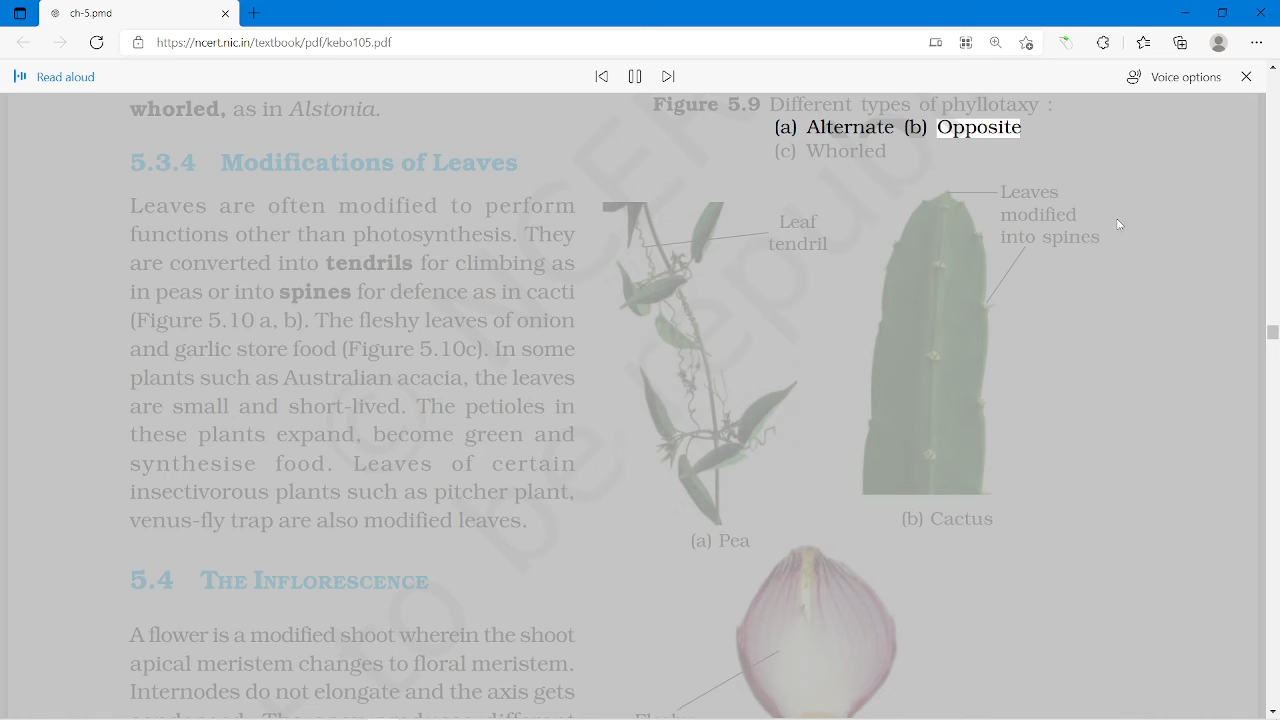 ch-5.pmd
https://ncert.nic.in/textbook/pdf/kebo105.pdf
Read aloud
Voice options
whorled, as in Alstonia.
5.3.4 Modifications of Leaves
Leaves are often modified to perform
functions other than photosynthesis. They
are converted into tendrils for climbing as
in peas or into spines for defence as in cacti
(Figure 5.10 a, b). The fleshy leaves of onion
and garlic store food (Figure 5.10c). In some
plants such as Australian acacia, the leaves
are small and short-lived. The petioles in
these plants expand, become green and
synthesise food. Leaves of certain
insectivorous plants such as pitcher plant,
venus-fly trap are also modified leaves.
5.4 THE INFLORESCENCE
A flower is a modified shoot wherein the shoot
apical meristem changes to floral meristem.
Internodes do not elongate and the axis gets
Figure 5.9 Different types of phyllotaxy :
(a) Alternate (b) Opposite
(c) Whorled
Leaf
tendril
Leaves
modified
into spines
(a) Pea
(b) Cactus